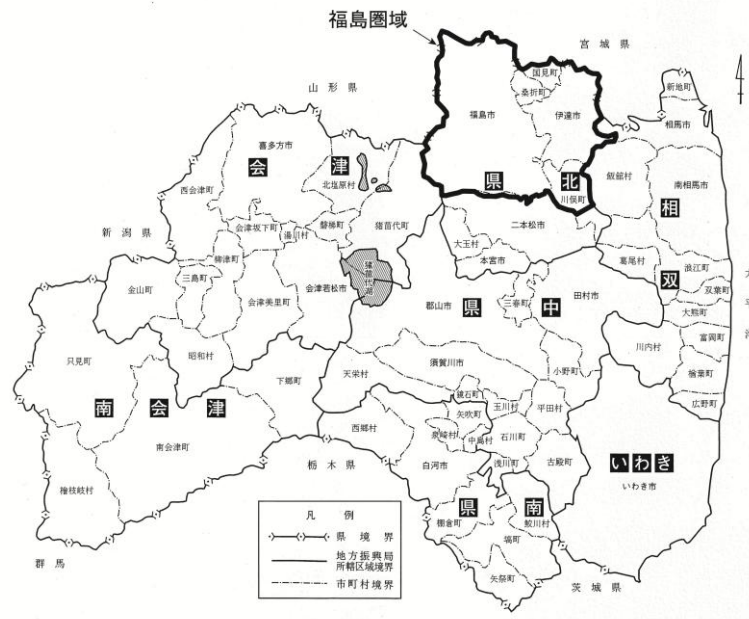 福島圏域
宮城県
山形県
国見町
桑折町
新地町
福島市
伊達市
相馬市
喜多方市
会津
県北
北塩原村
飯舘村
西会津町
川俣町
南相馬市
相双
二本松市
会津坂下町
湯川村
磐梯町
猪苗代町
新潟県
大玉村
本宮市
柳津町
葛尾村
浪江町
猪苗代湖
双葉町
三島町
金山町
会津美里町
会津若松市
郡山市
県中
三春町
田村市
大熊町
富岡町
川内村
只見町
昭和村
須賀川市
天栄村
下郷町
小野町
楢葉町
広野町
鏡石町
南会津
矢吹町
玉川村
平田村
西郷村
泉崎村
中島村
石川町
南会津町
浅川町
古殿町
白河市
いわき
いわき市
栃木県
檜枝岐村
県南
棚倉町
鮫川村
塙町
矢祭町
群馬
茨城県
凡例
県境界
地方振興局
所轄区域境界
市町村境界